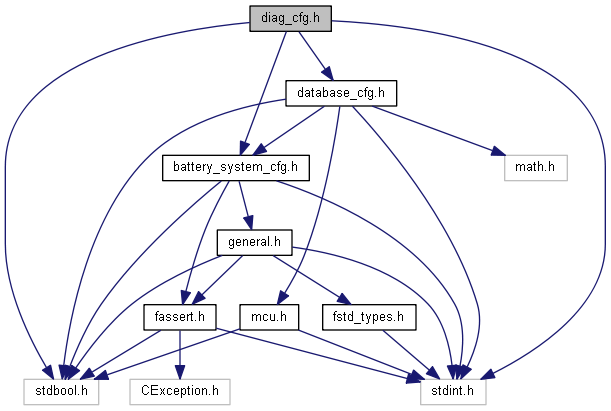 diag_cfg.h
database_cfg.h
battery_system_cfg.h
math.h
general.h
fassert.h
mcu.h
fstd_types.h
stdbool.h
CException.h
stdint.h